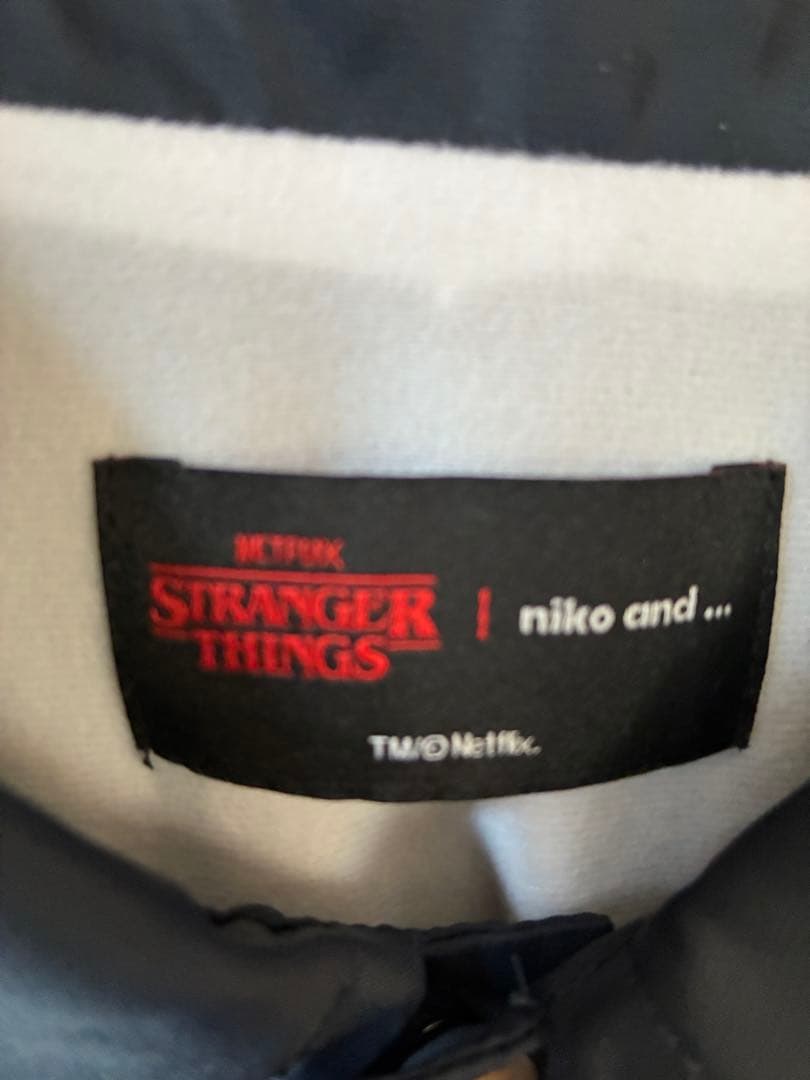 NETFLIX
STRANGER
THINGS
| niko and ...
TM/©Netflix.